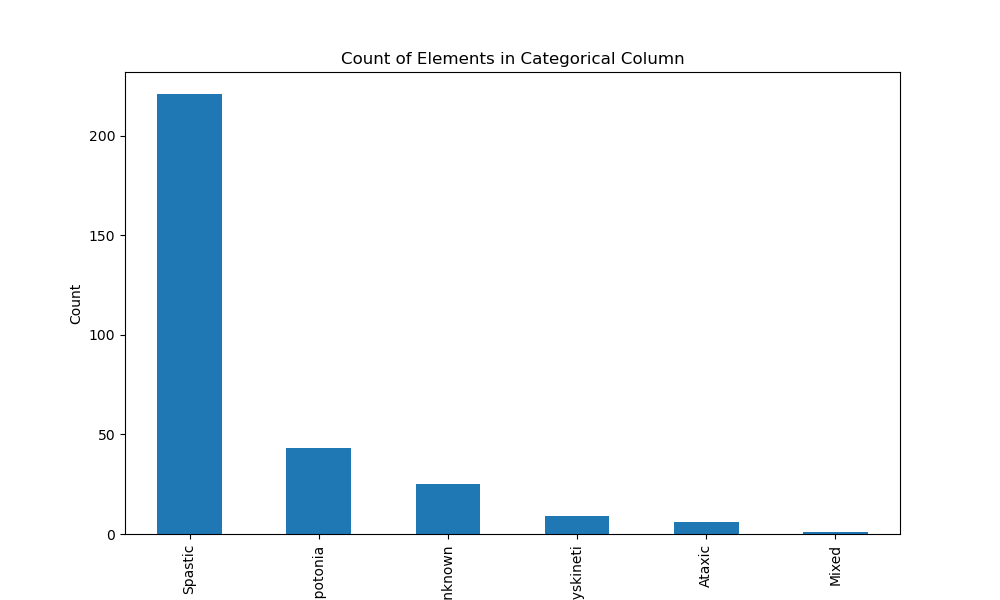 Count of Elements in Categorical Column
Count
200
150
100
50
0
Spastic
potonia
nknown
yskineti
Ataxic
Mixed